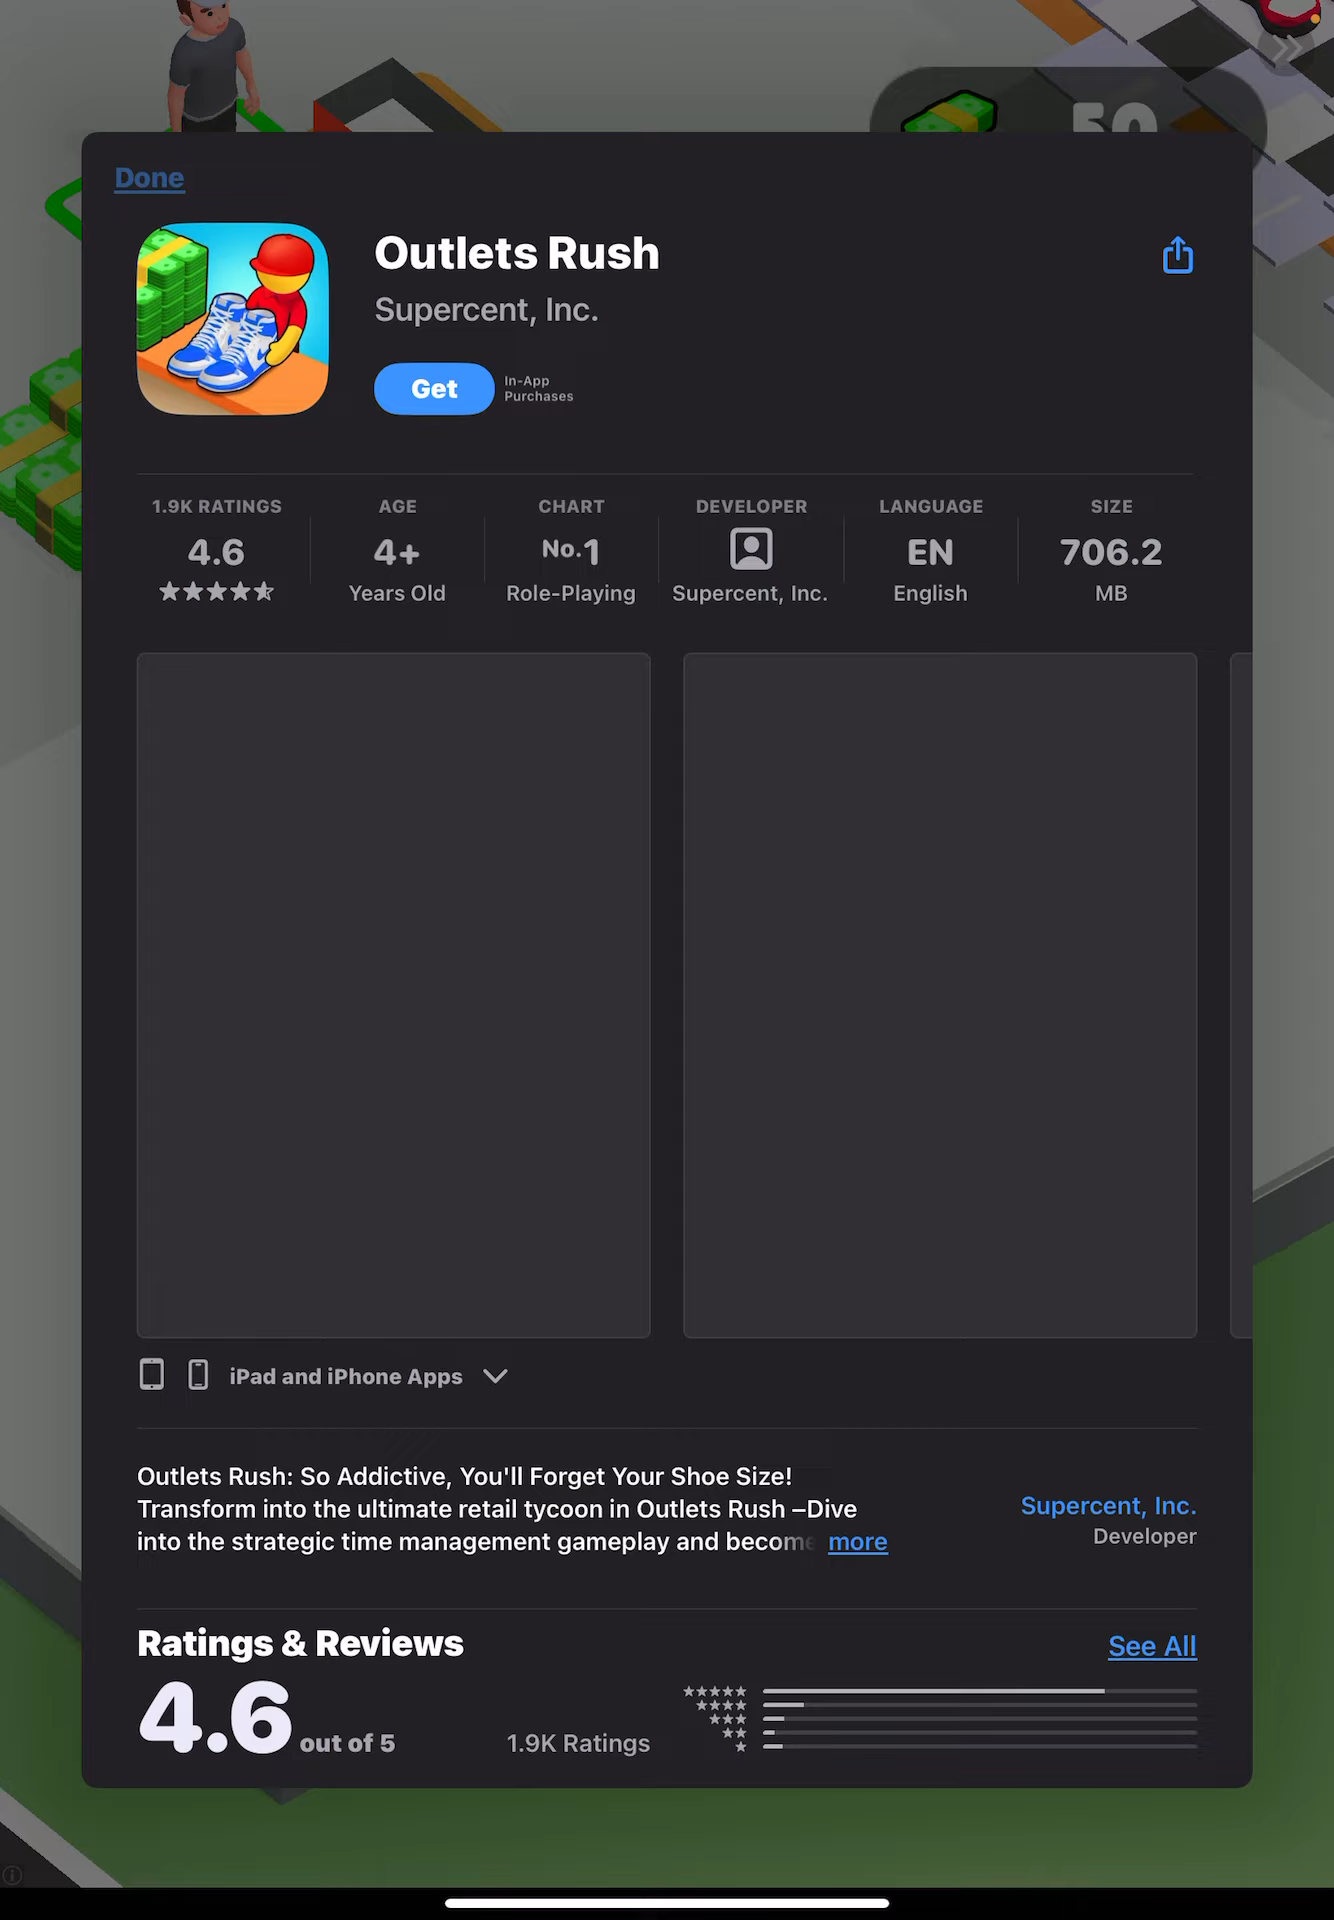 50
Done
Outlets Rush
Supercent, Inc.
Get
In-App
Purchases
1.9K RATINGS
4.6
AGE
4+
Years Old
CHART
No.1
Role-Playing
DEVELOPER
Supercent, Inc.
LANGUAGE
EN
English
SIZE
706.2
MB
iPad and iPhone Apps
Outlets Rush: So Addictive, You'll Forget Your Shoe Size!
Transform into the ultimate retail tycoon in Outlets Rush –Dive
into the strategic time management gameplay and become more
Supercent, Inc.
Developer
Ratings & Reviews
See All
4.6 out of 5
1.9K Ratings